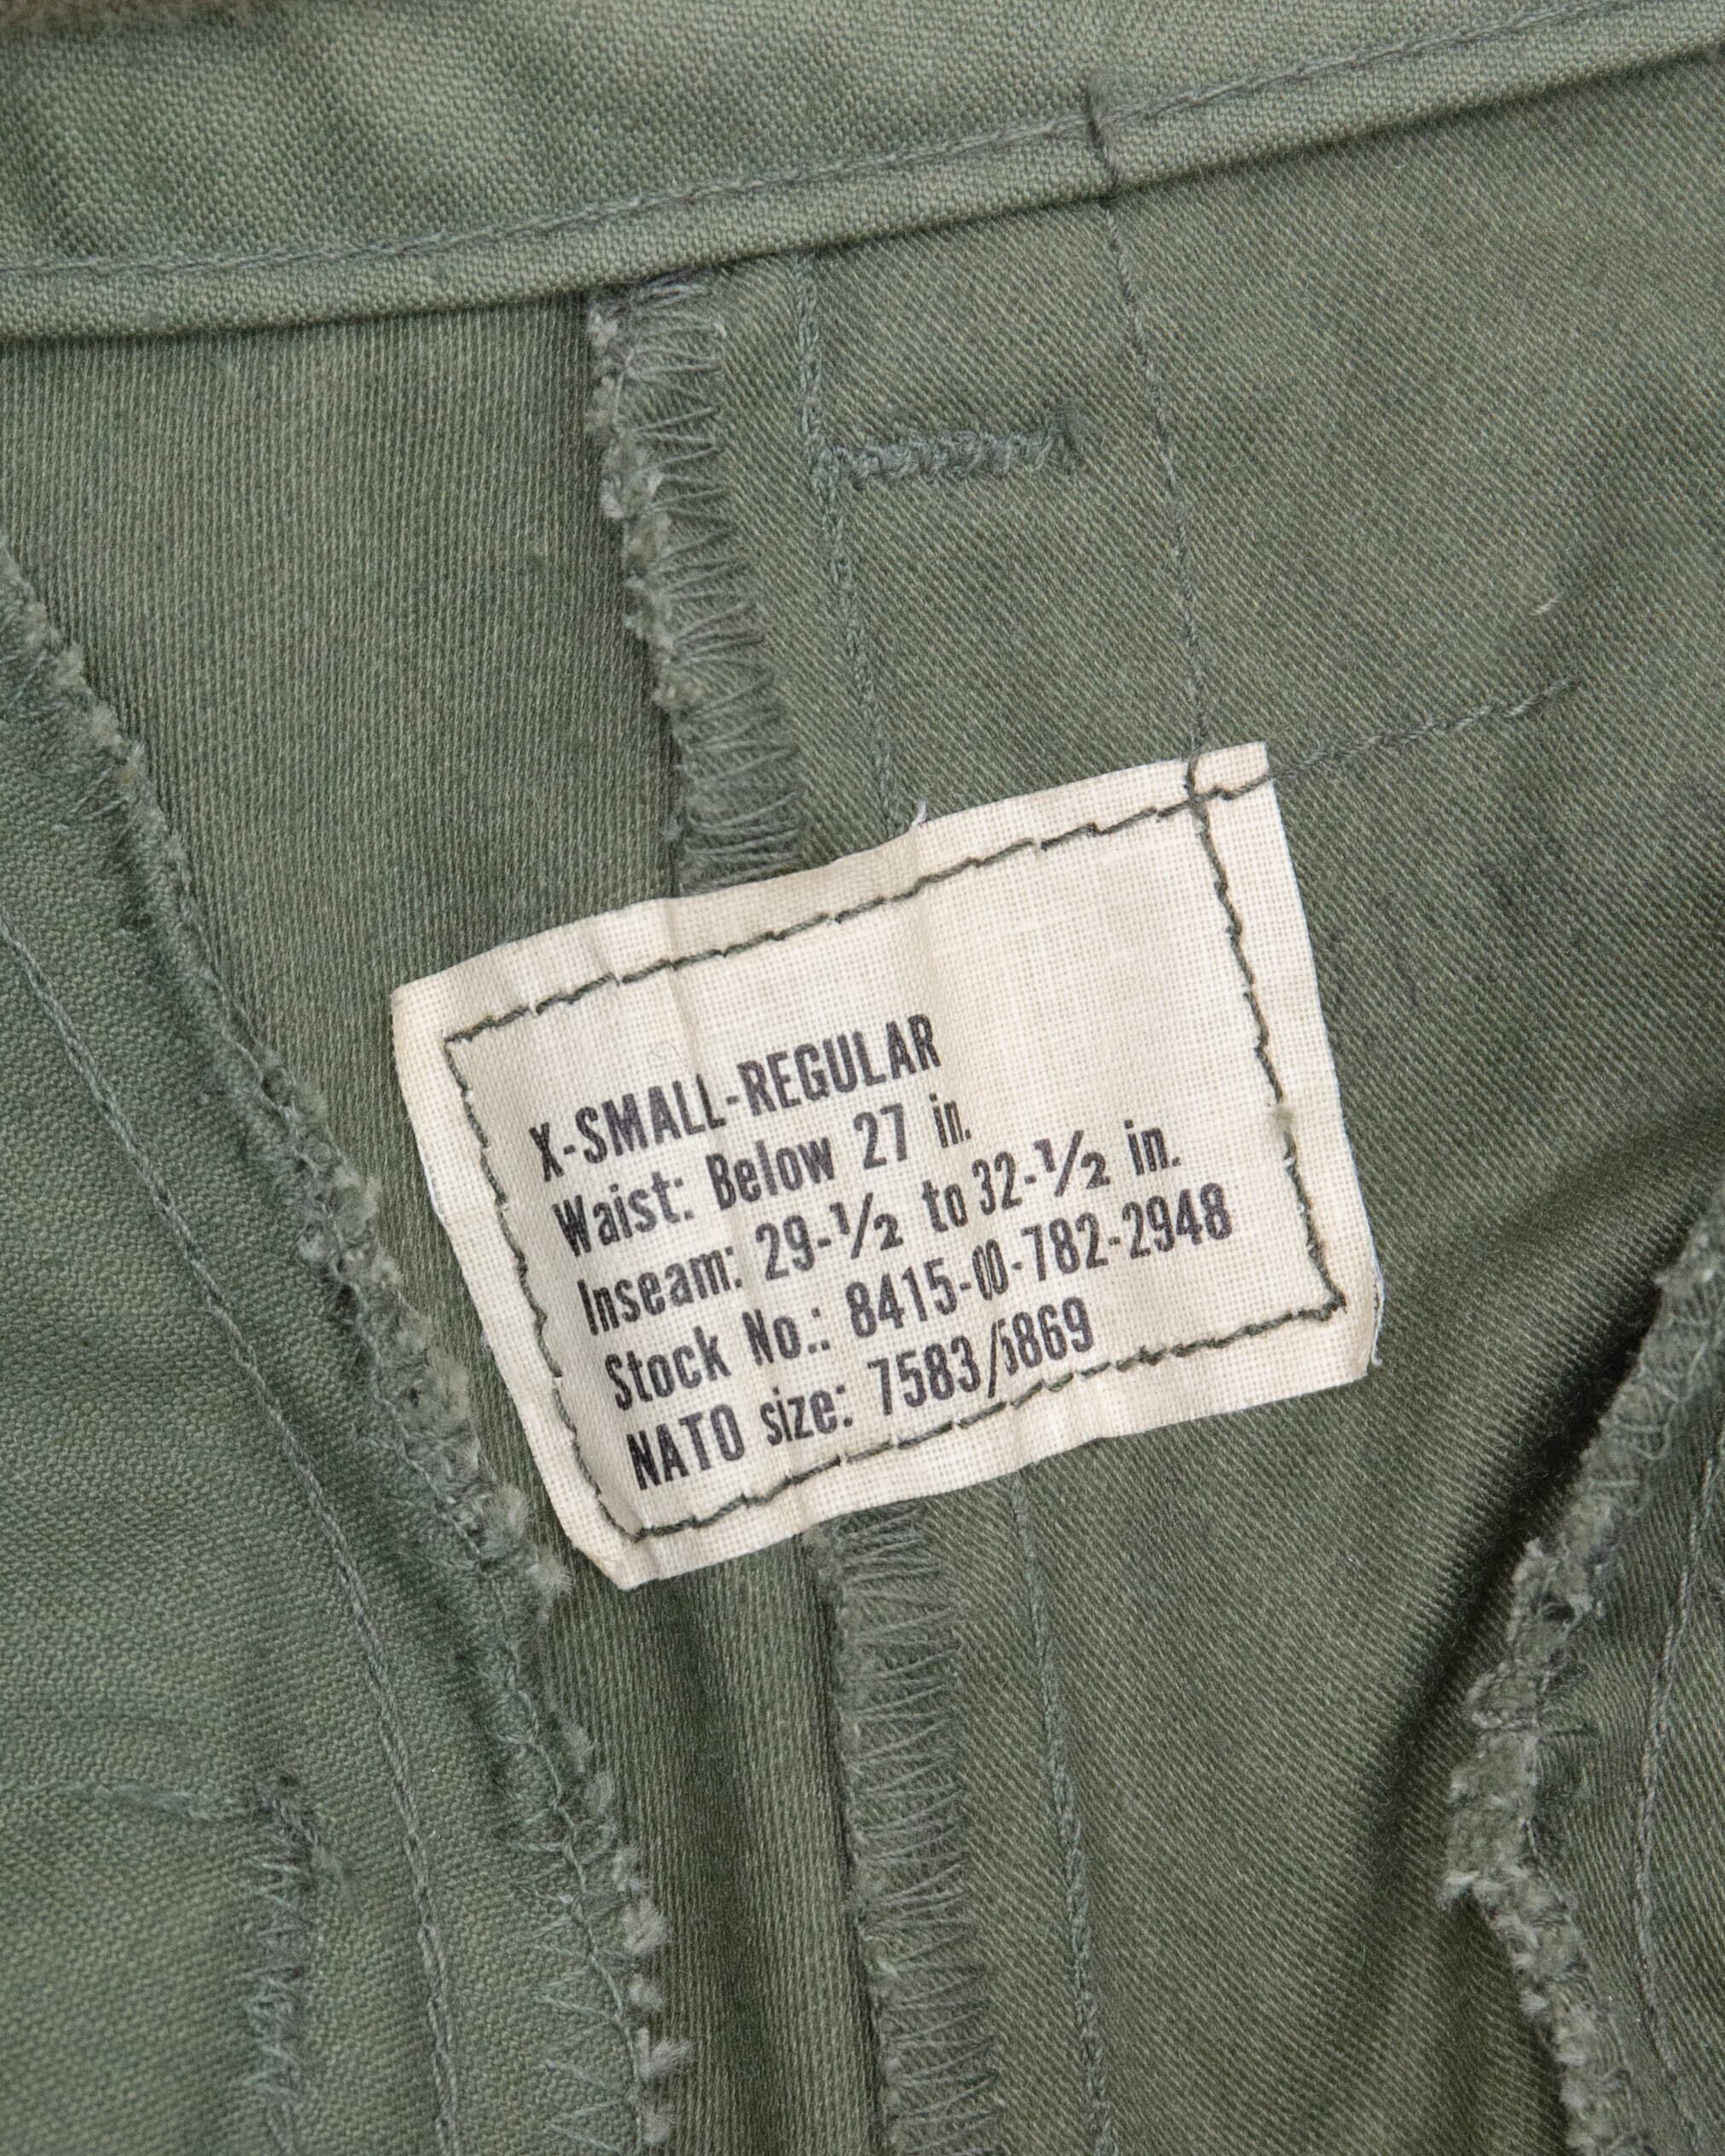 X-SMALL-REGULAR
Waist: Below 27 in.
Inseam: 29-1/2 to 32-1/2 in.
Stock No.: 8415-00-782-2948
NATO size: 7583/6869